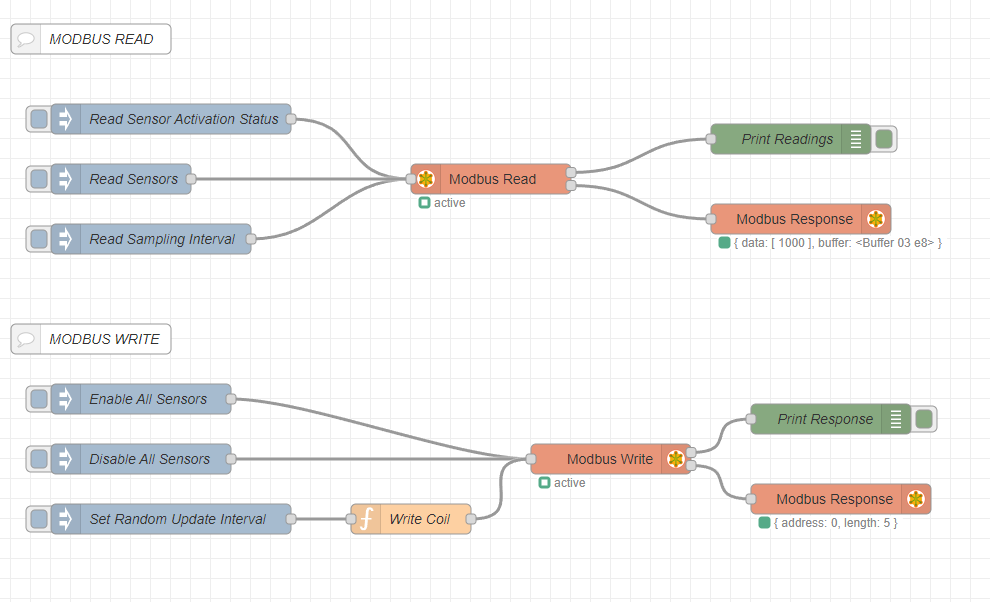 MODBUS READ
Read Sensor Activation Status
Read Sensors
Read Sampling Interval
Modbus Read
active
Print Readings
Modbus Response
{ data: [ 1000 ], buffer: <Buffer 03 e8> }
MODBUS WRITE
Enable All Sensors
Disable All Sensors
Set Random Update Interval
Write Coil
Modbus Write
active
Print Response
Modbus Response
{ address: 0, length: 5 }